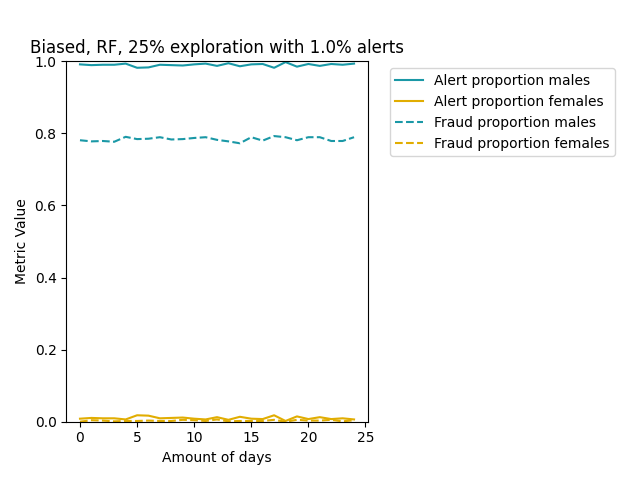 Biased, RF, 25% exploration with 1.0% alerts
1.0
0.8
0.6
0.4
0.2
0.0
Metric Value
0 5 10 15 20 25
Amount of days
Alert proportion males
Alert proportion females
Fraud proportion males
Fraud proportion females